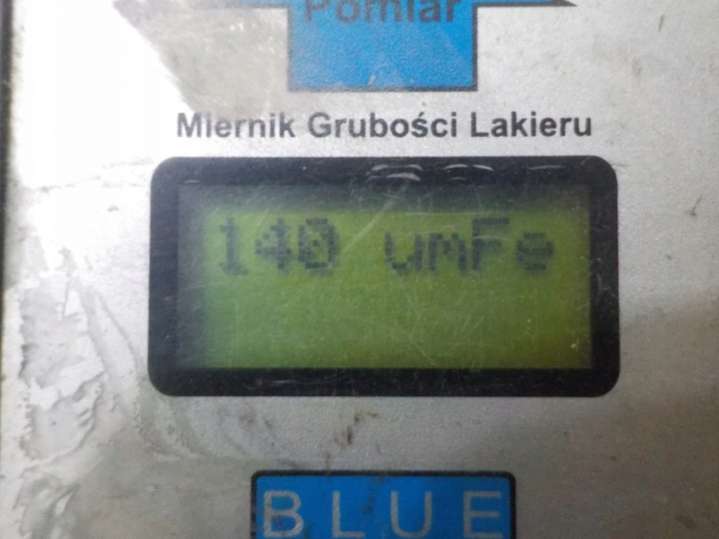 Pomiar
Miernik Grubości Lakieru
140 umFe
BLUE